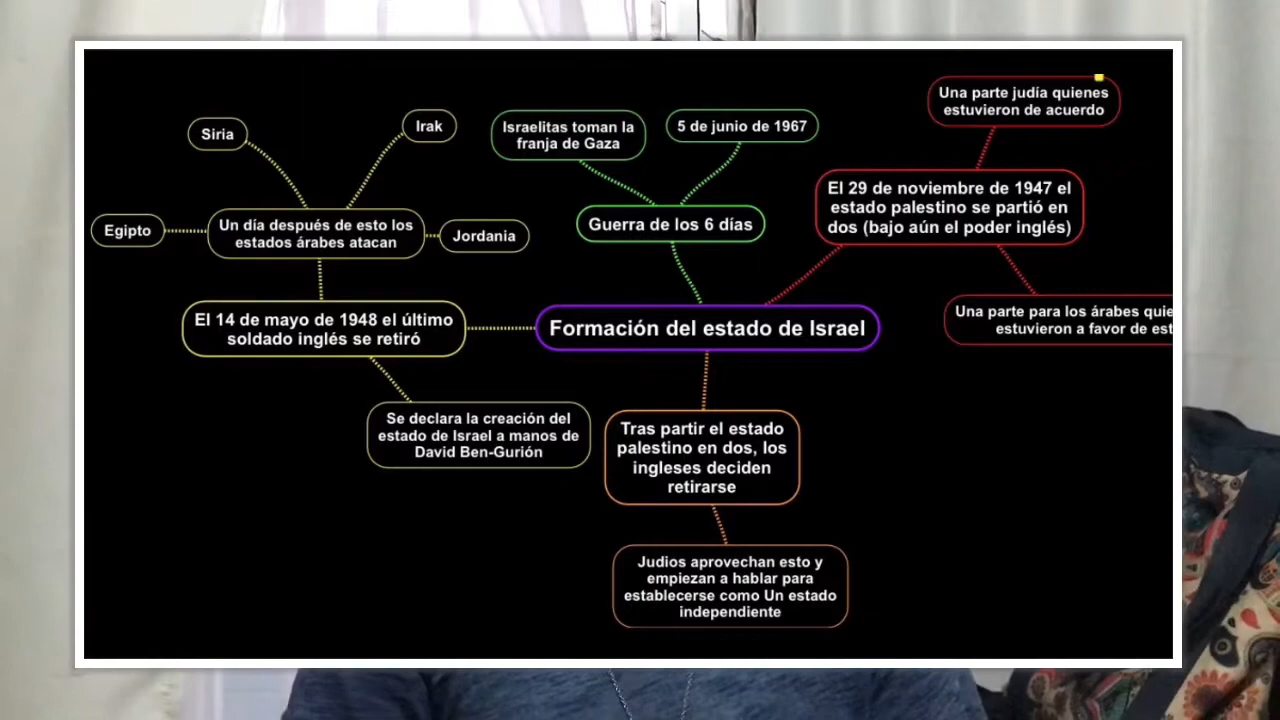 Una parte judía quienes
estuvieron de acuerdo
Siria
Irak
Israelitas toman la
franja de Gaza
5 de junio de 1967
El 29 de noviembre de 1947 el
estado palestino se partió en
dos (bajo aún el poder inglés)
Egipto
Un día después de esto los
estados árabes atacan
Jordania
Guerra de los 6 días
El 14 de mayo de 1948 el último
soldado inglés se retiró
Formación del estado de Israel
Una parte para los árabes
estuvieron a favor de
Se declara la creación del
estado de Israel a manos de
David Ben-Gurión
Tras partir el estado
palestino en dos, los
ingleses deciden
retirarse
Judios aprovechan esto y
empiezan a hablar para
establecerse como Un estado
independiente